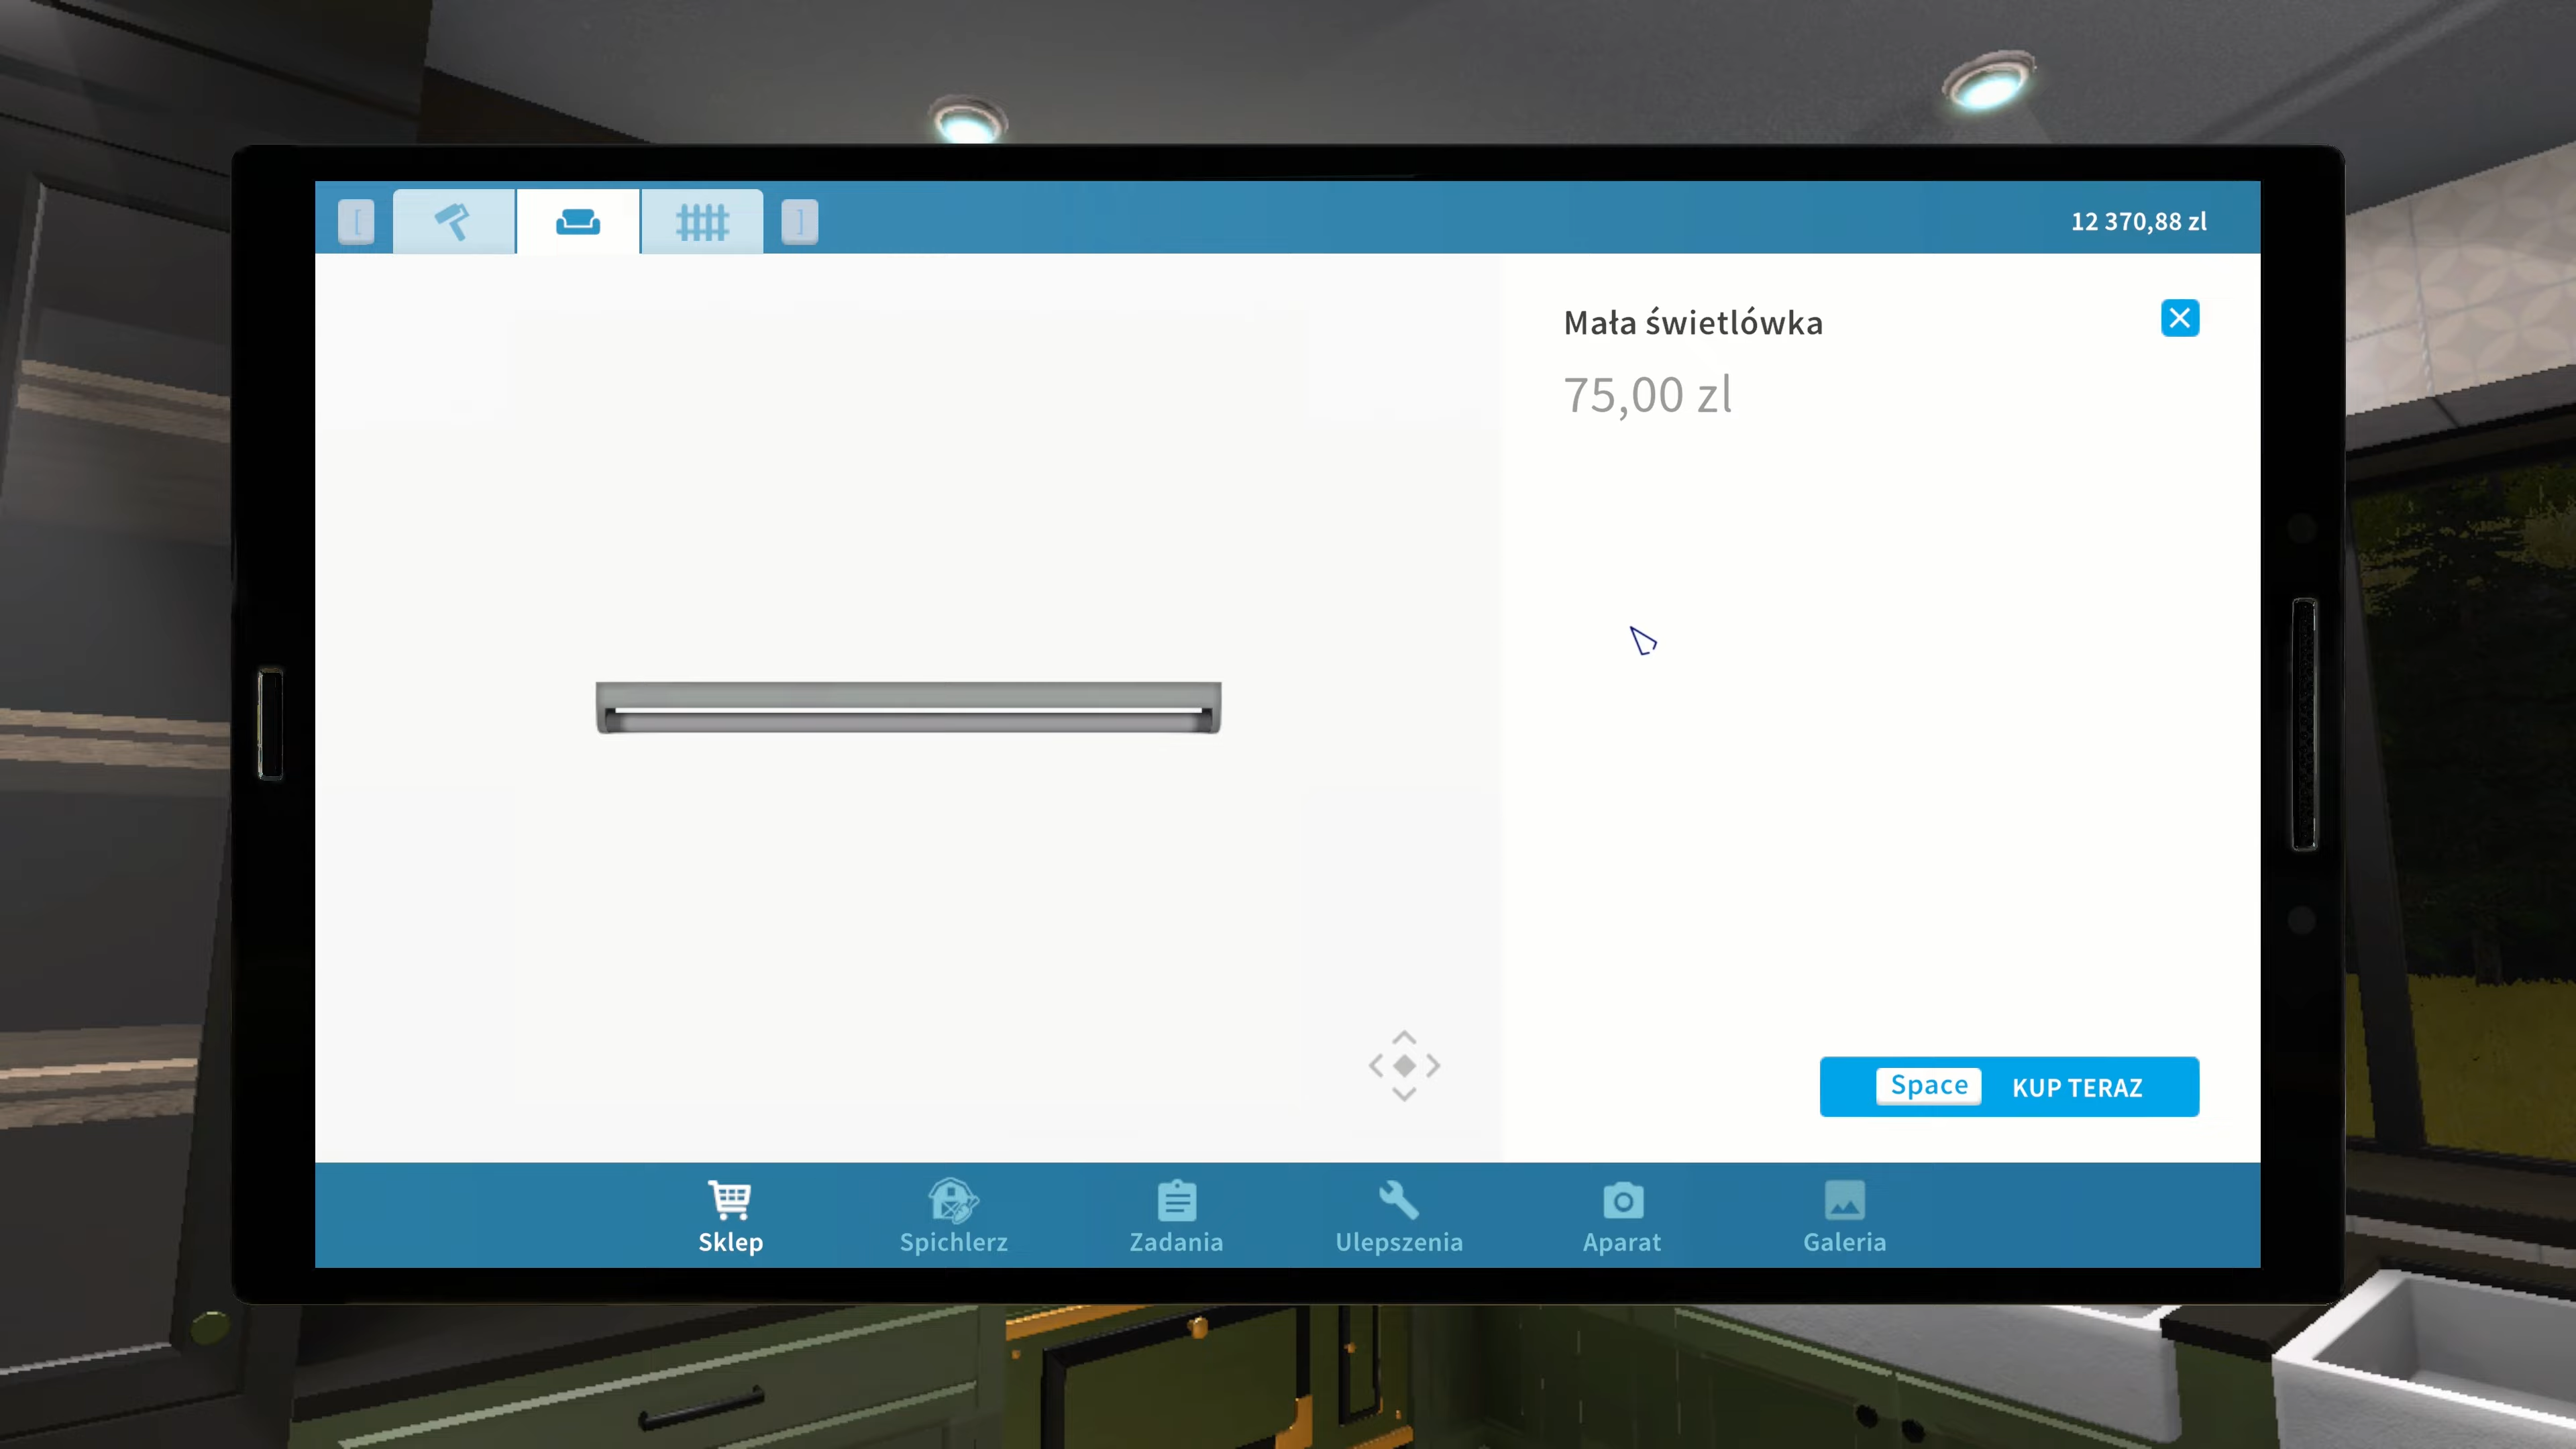 [
]
12 370,88 zl
Mała świetlówka
75,00 zl
Space KUP TERAZ
Sklep
Spichlerz
Zadania
Ulepszenia
Aparat
Galeria